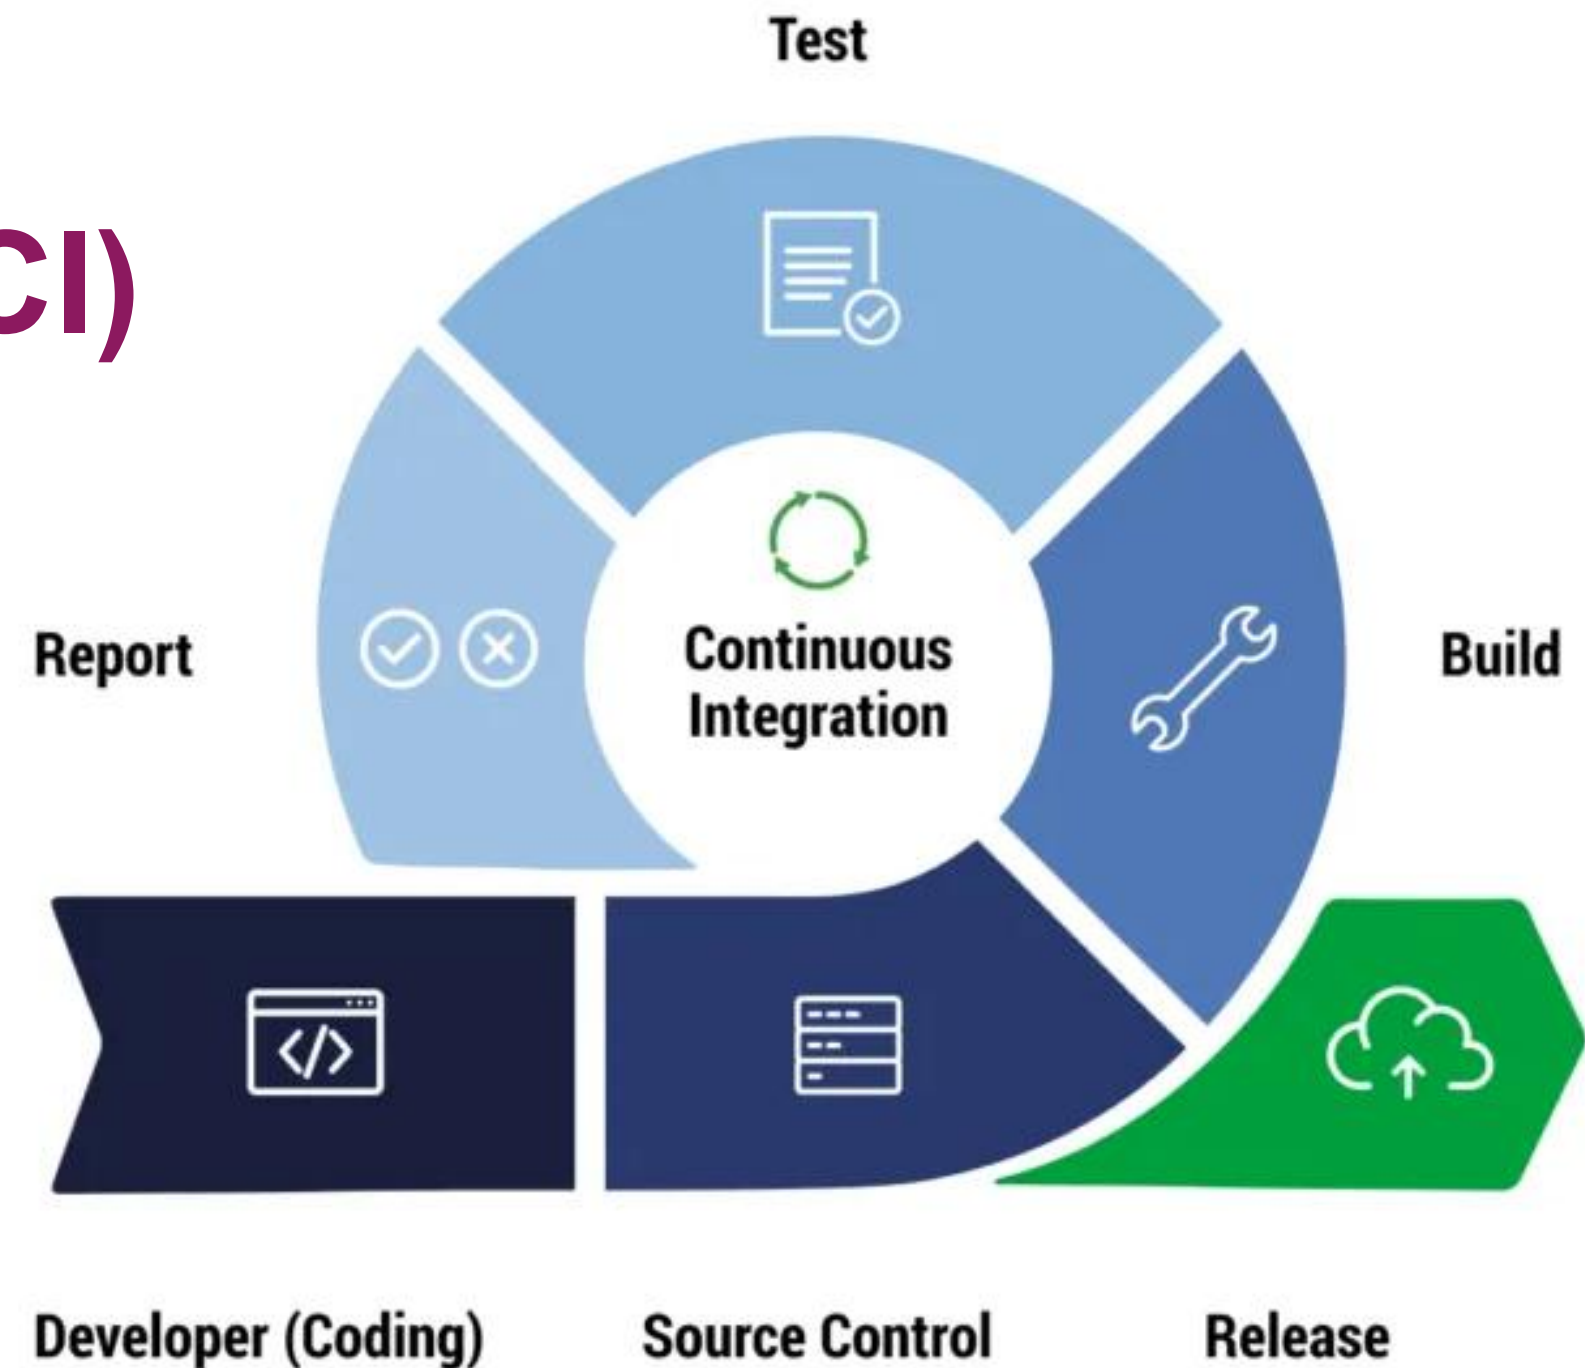 Test
CI)
Continuous
Integration
Report
Build
Developer (Coding)
Source Control
Release